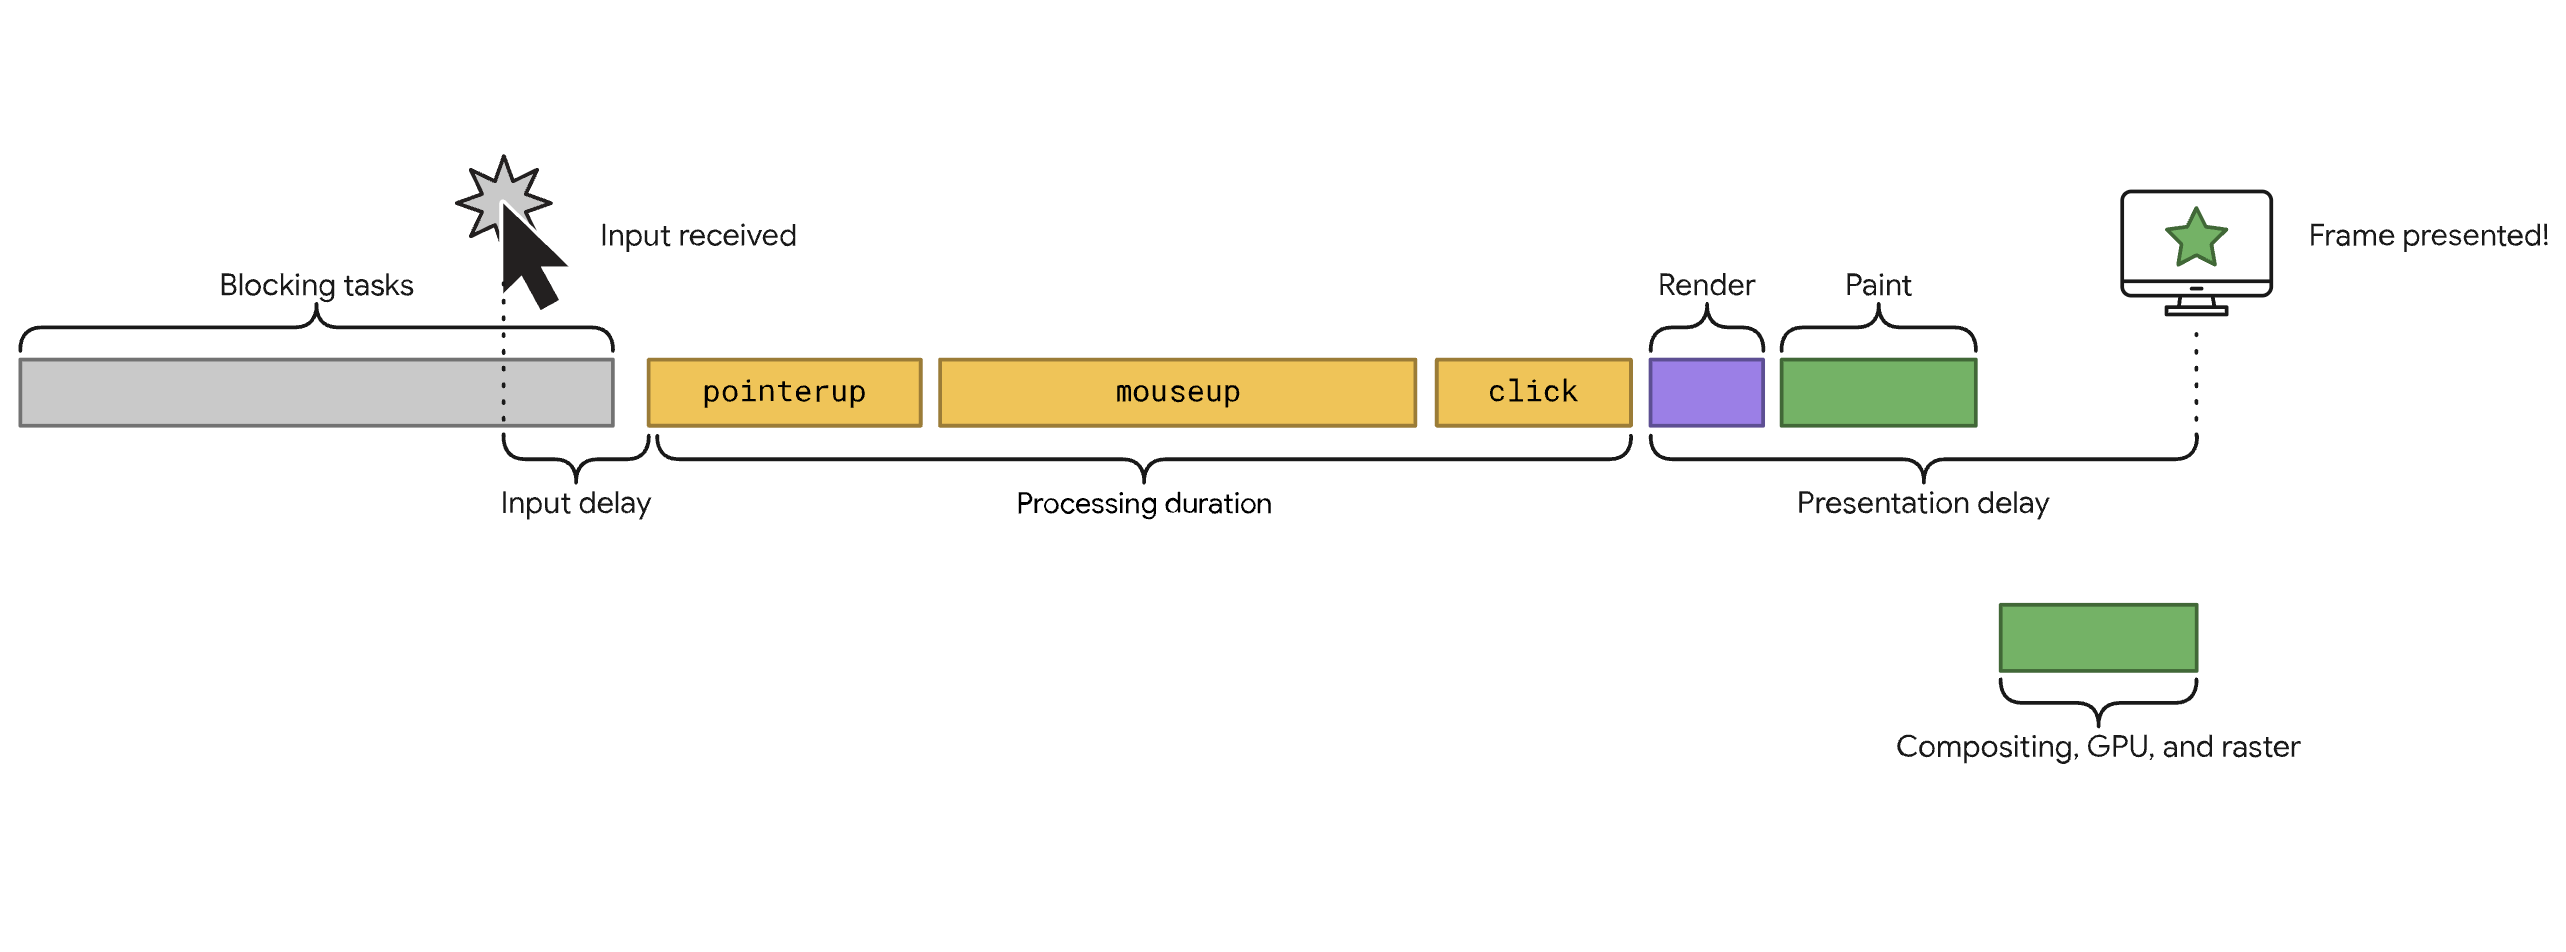 Input received
Frame presented!
Blocking tasks
Render
Paint
pointerup
mouseup
click
Input delay
Processing duration
Presentation delay
Compositing, GPU, and raster